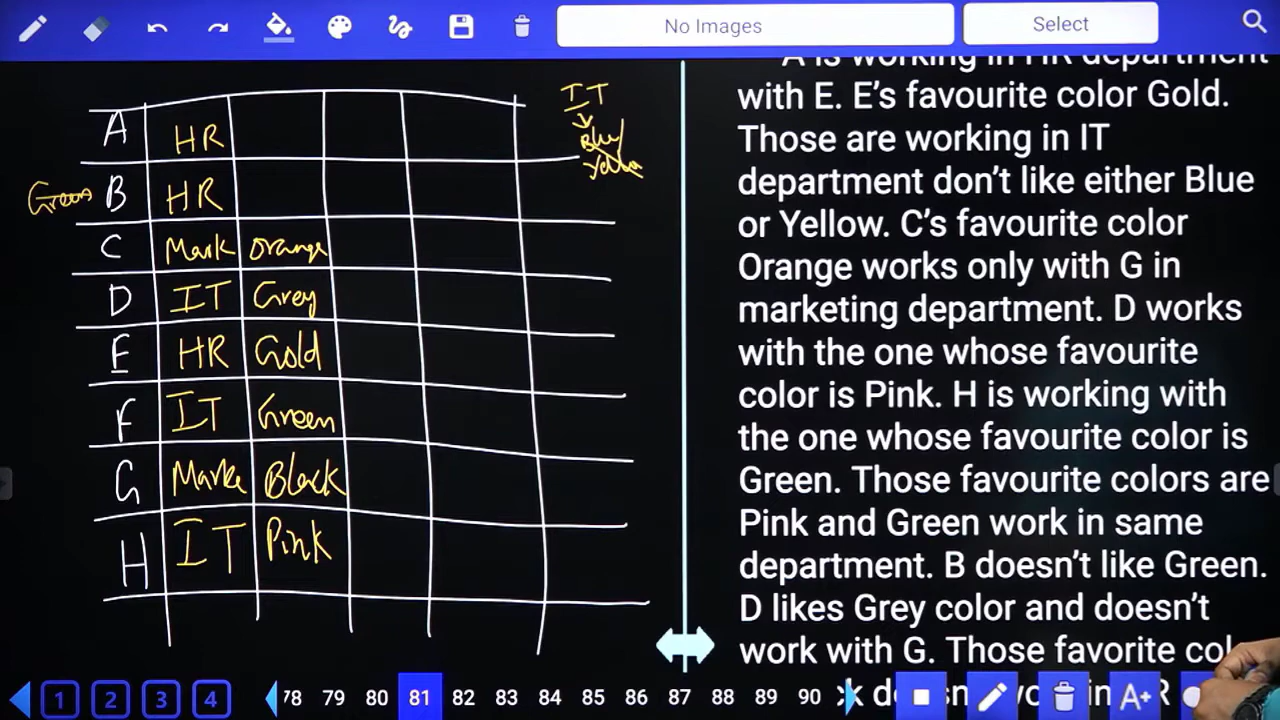 No Images
Select
A is working in HR department
with E. E's favourite color Gold.
Those are working in IT
department don't like either Blue
or Yellow. C's favourite color
Orange works only with G in
marketing department. D works
with the one whose favourite
color is Pink. H is working with
the one whose favourite color is
Green. Those favourite colors are
Pink and Green work in same
department. B doesn't like Green.
D likes Grey color and doesn't
work with G. Those favorite col
IT
Blue/
Yellow
A HR
Green B HR
C Mark Orange
D IT Grey
E HR Gold
F IT Green
G Marke Black
H IT Pink
1 2 3 4 78 79 80 81 82 83 84 85 86 87 88 89 90 A+